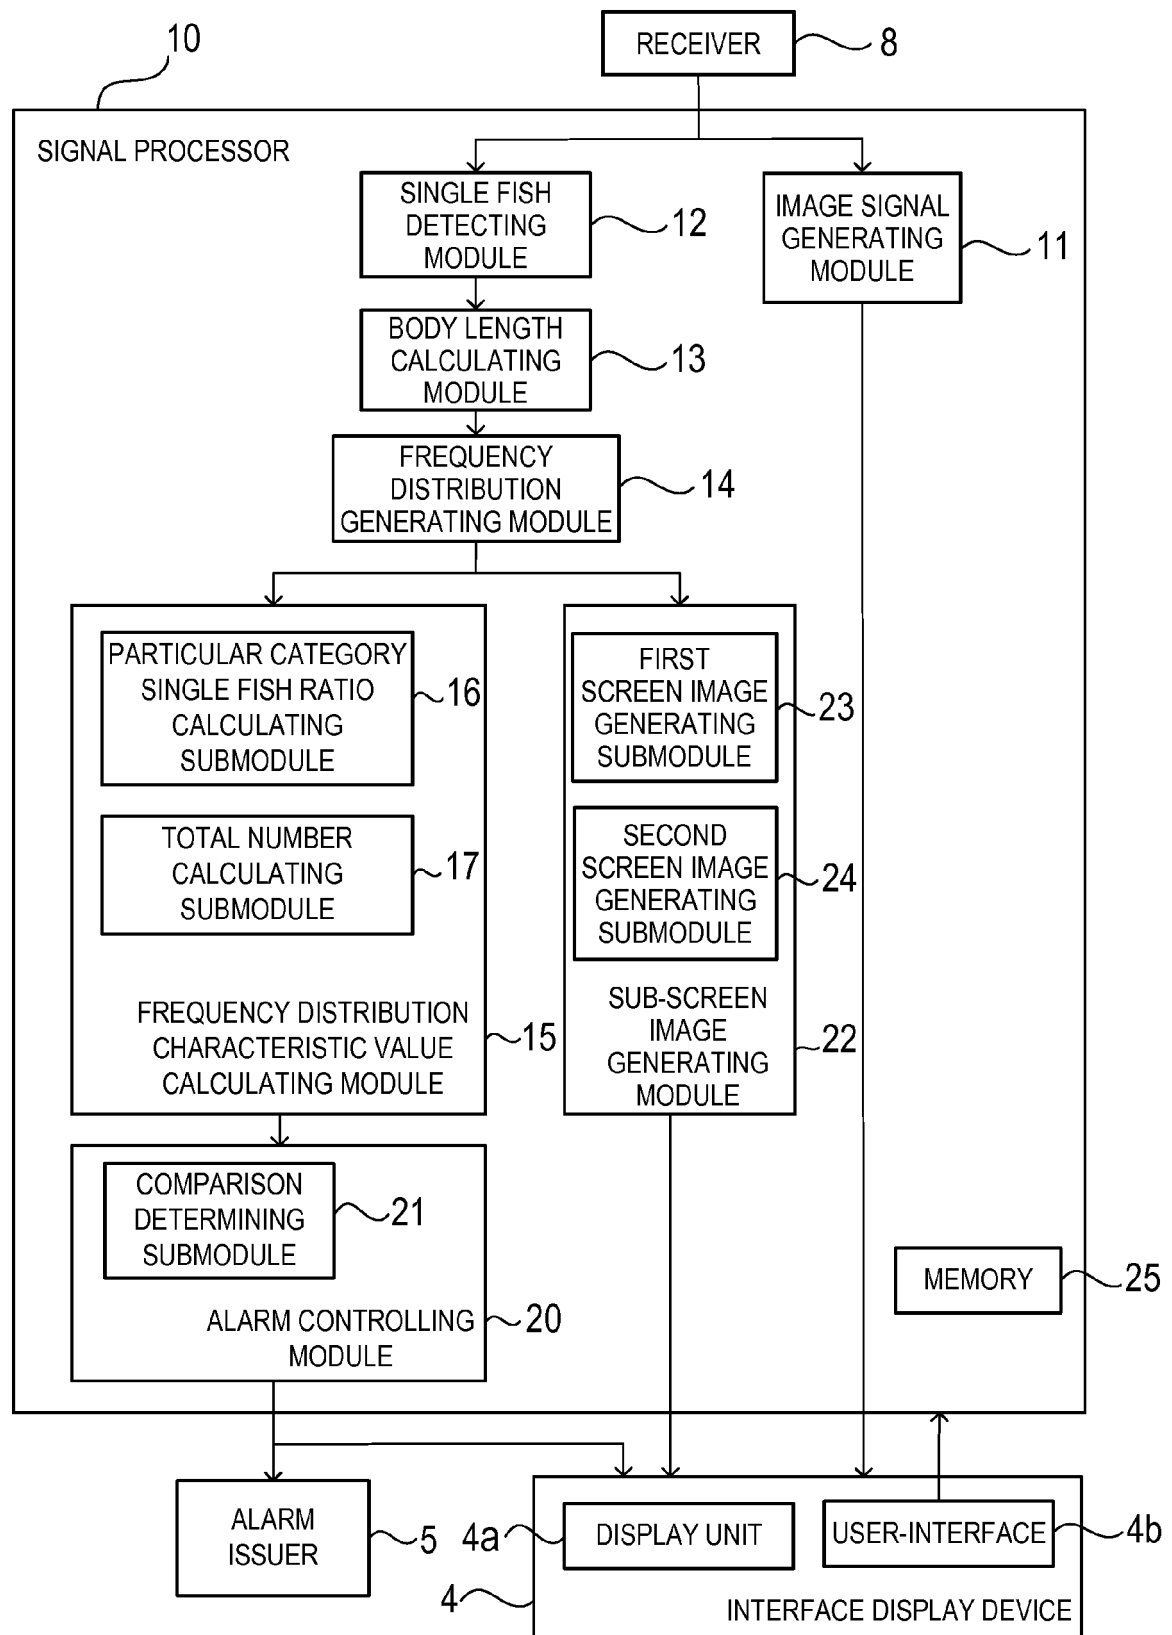 RECEIVER
8
10
SIGNAL PROCESSOR
SINGLE FISH
DETECTING
MODULE
12
IMAGE SIGNAL
GENERATING
MODULE
11
BODY LENGTH
CALCULATING
MODULE
13
FREQUENCY
DISTRIBUTION
GENERATING MODULE
14
PARTICULAR CATEGORY
SINGLE FISH RATIO
CALCULATING
SUBMODULE
16
TOTAL NUMBER
CALCULATING
SUBMODULE
17
FREQUENCY DISTRIBUTION
CHARACTERISTIC VALUE
CALCULATING MODULE
15
FIRST
SCREEN IMAGE
GENERATING
SUBMODULE
23
SECOND
SCREEN IMAGE
GENERATING
SUBMODULE
24
SUB-SCREEN
IMAGE
GENERATING
MODULE
22
COMPARISON
DETERMINING
SUBMODULE
21
ALARM CONTROLLING
MODULE
20
MEMORY
25
ALARM
ISSUER
5
4a
DISPLAY UNIT
USER-INTERFACE
4b
4
INTERFACE DISPLAY DEVICE